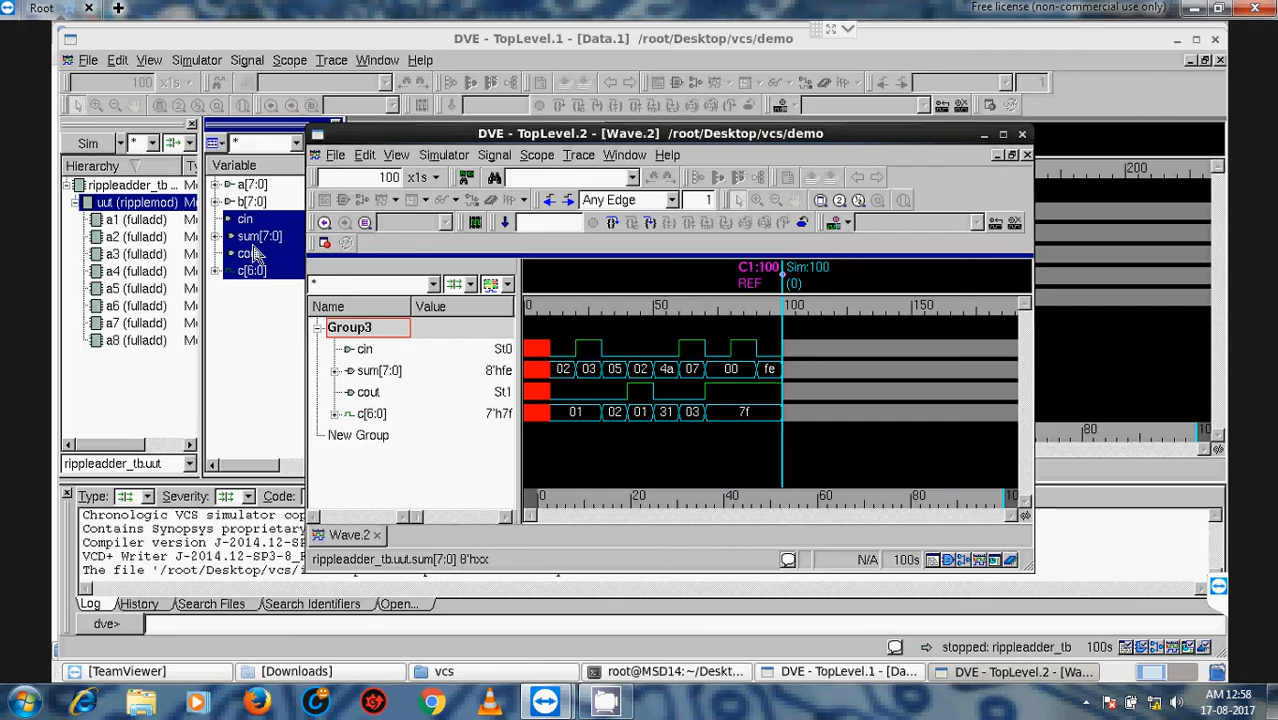 Root
Free license (non-commercial use only)
DVE - TopLevel.1 - [Data.1] /root/Desktop/vcs/demo
File Edit View Simulator Signal Scope Trace Window Help
100 x1s
1
DVE - TopLevel.2 - [Wave.2] /root/Desktop/vcs/demo
Sim * *
Hierarchy
Variable
File Edit View Simulator Signal Scope Trace Window Help
200
rippleadder_tb ...
a[7:0]
100 x1s
uut (ripplemod)
b[7:0]
Any Edge 1
a1 (fulladd)
cin
a2 (fulladd)
sum[7:0]
a3 (fulladd)
a4 (fulladd)
c[6:0]
C1:100 Sim:100
REF (0)
a5 (fulladd)
*
a6 (fulladd)
Name Value
0 50 100 150
a7 (fulladd)
Group3
a8 (fulladd)
cin St0
sum[7:0] 8'hfe
02 03 05 02 4a 07 00 fe
cout St1
c[6:0] 7'h7f
01 02 01 31 03 7f
New Group
80
rippleadder_tb.uut
0 20 40 60 80
Type: Severity: Code:
Wave.2
Chronologic VCS simulator cop
Contains Synopsys proprietary
Compiler version J-2014.12-SP3-8
VCD+ Writer J-2014.12-SP3-8
The file '/root/Desktop/vcs/
rippleadder_tb.uut.sum[7:0] 8'hxx
N/A 100s
Log History Search Files Search Identifiers Open...
dve>
stopped: rippleadder_tb 100s
[TeamViewer] [Downloads] vcs root@MSD14:~/Deskt... DVE - TopLevel.1 - [Da... DVE - TopLevel.2 - [Wa...
AM 12:58
17-08-2017